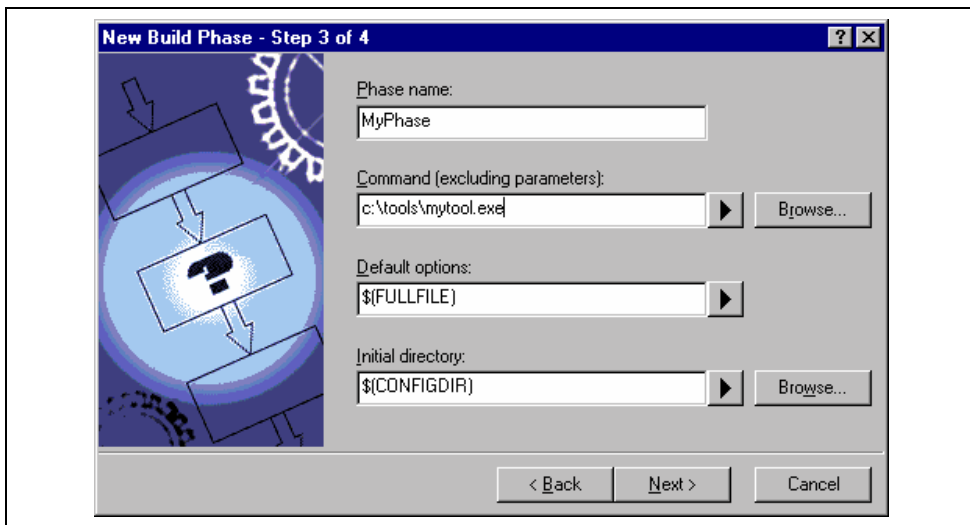 New Build Phase - Step 3 of 4
Phase name:
MyPhase
Command (excluding parameters):
c:\tools\mytool.exe
Browse...
Default options:
$(FULLFILE)
Initial directory:
$(CONFIGDIR)
Browse...
< Back
Next >
Cancel